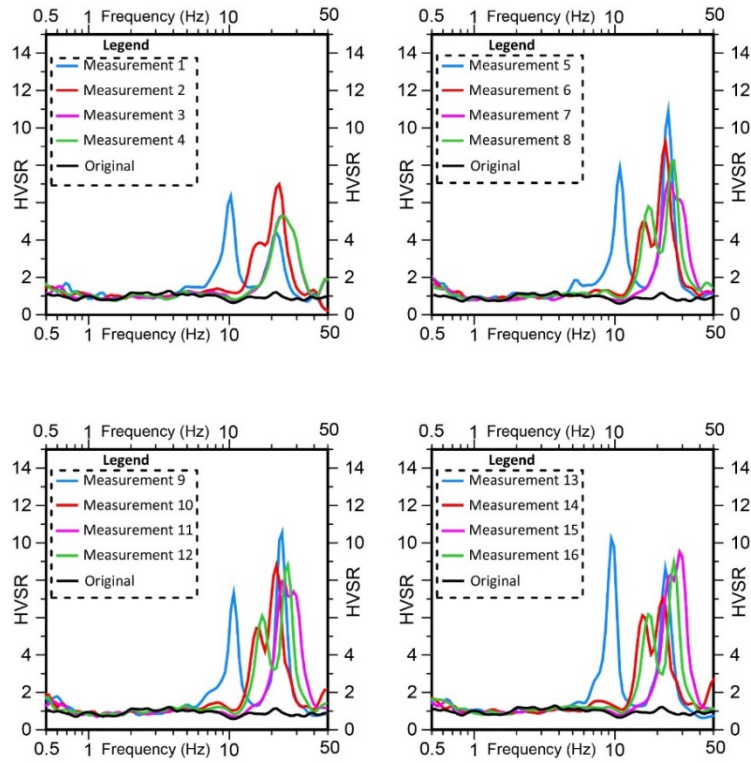 0.5 1 Frequency (Hz) 10 50
Legend
Measurement 1
Measurement 2
Measurement 3
Measurement 4
Original
HVSR
HVSR
14
12
10
8
6
4
2
0
14
12
10
8
6
4
2
0
0.5 1 Frequency (Hz) 10 50
0.5 1 Frequency (Hz) 10 50
Legend
Measurement 5
Measurement 6
Measurement 7
Measurement 8
Original
HVSR
HVSR
14
12
10
8
6
4
2
0
14
12
10
8
6
4
2
0
0.5 1 Frequency (Hz) 10 50
0.5 1 Frequency (Hz) 10 50
Legend
Measurement 9
Measurement 10
Measurement 11
Measurement 12
Original
HVSR
HVSR
14
12
10
8
6
4
2
0
14
12
10
8
6
4
2
0
0.5 1 Frequency (Hz) 10 50
0.5 1 Frequency (Hz) 10 50
Legend
Measurement 13
Measurement 14
Measurement 15
Measurement 16
Original
HVSR
HVSR
14
12
10
8
6
4
2
0
14
12
10
8
6
4
2
0
0.5 1 Frequency (Hz) 10 50